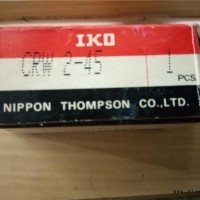 IKO
CRW 2-45 1
PCS.
NIPPON THOMPSON CO.,LTD.